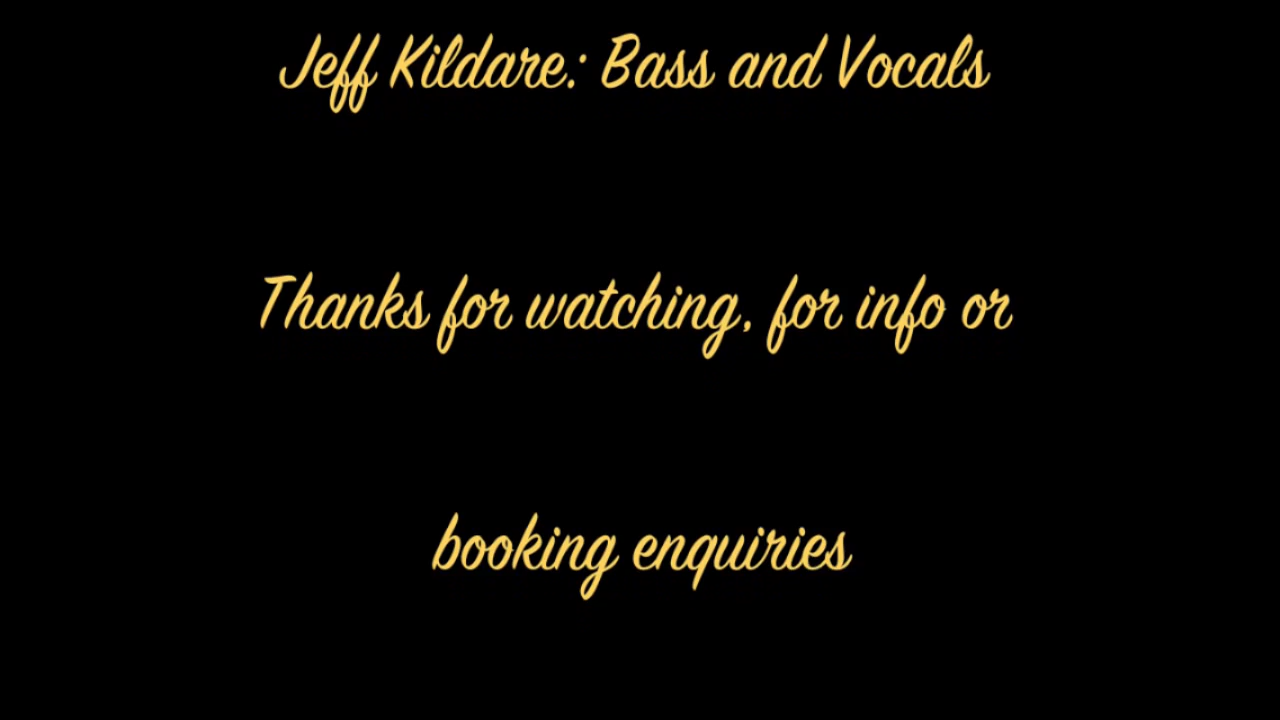 Jeff Kildare: Bass and Vocals
Thanks for watching, for info or
booking enquiries